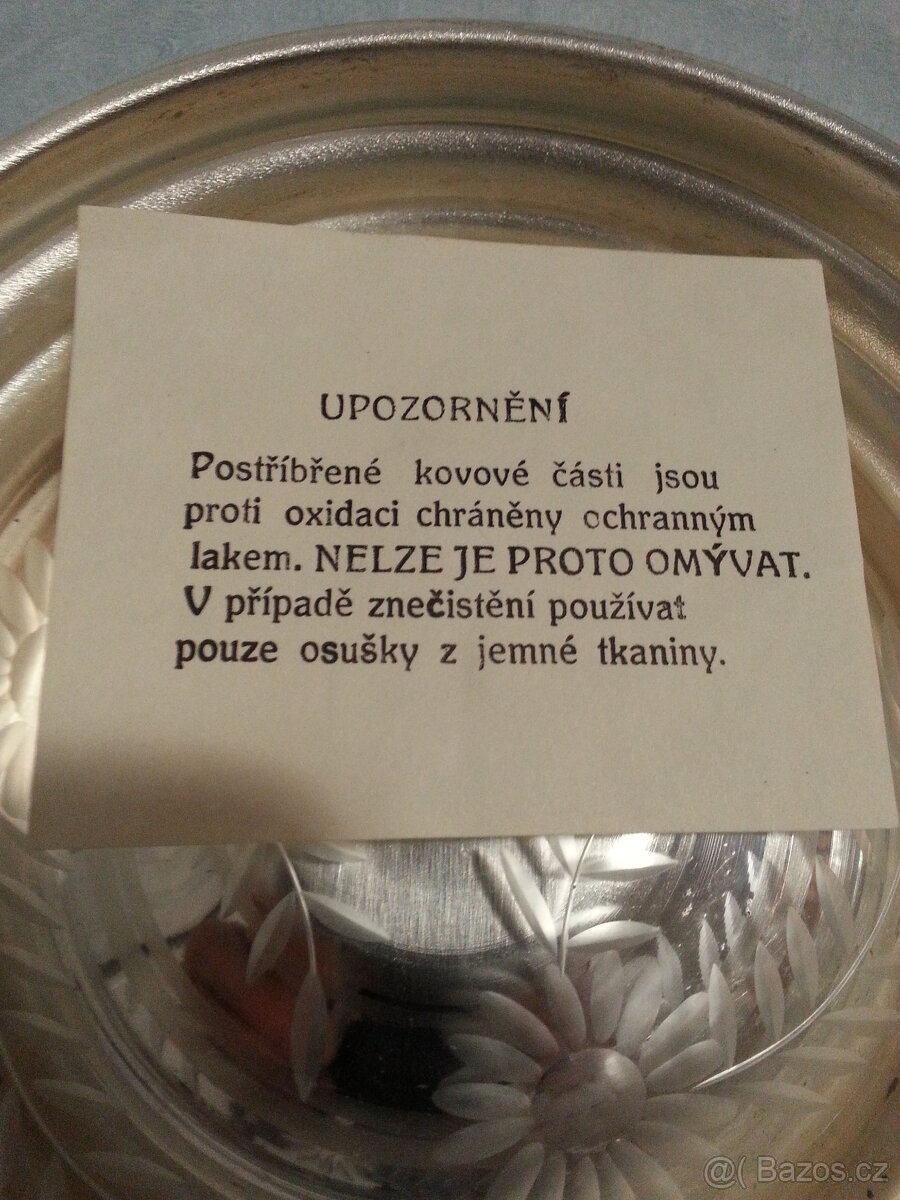 UPOZORNĚNÍ
Postříbřené kovové části jsou
proti oxidaci chráněny ochranným
lakem. NELZE JE PROTO OMÝVAT.
V případě znečistění používat
pouze osušky z jemné tkaniny.
@( Bazos.cz